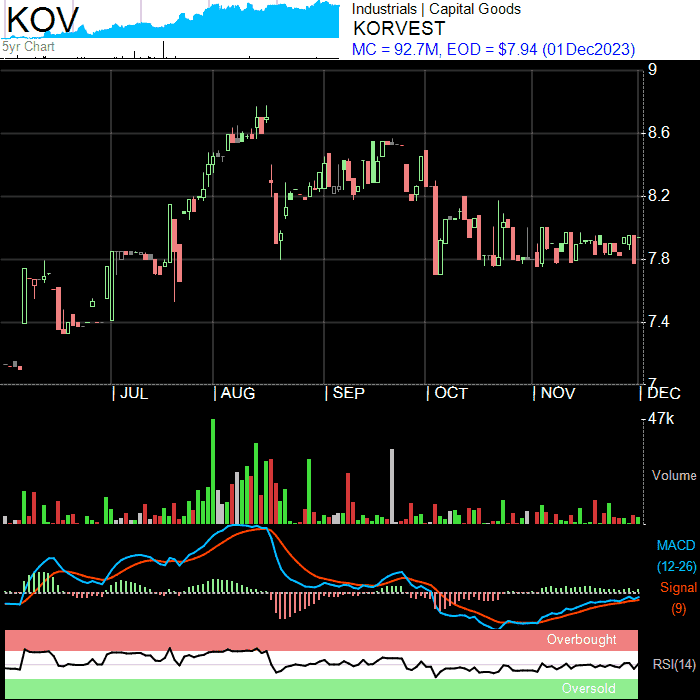 KOV
5yr Chart
Industrials | Capital Goods
KORVEST
MC = 92.7M, EOD = $7.94 (01Dec2023)
9
8.6
8.2
7.8
7.4
7
| JUL | AUG | SEP | OCT | NOV | DEC
47k
Volume
MACD
(12-26)
Signal
(9)
Overbought
RSI(14)
Oversold